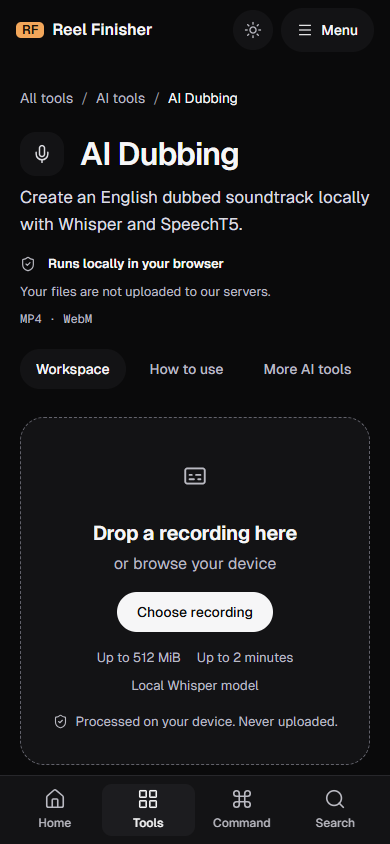 RF Reel Finisher Menu
All tools / AI tools / AI Dubbing
AI Dubbing
Create an English dubbed soundtrack locally
with Whisper and SpeechT5.
Runs locally in your browser
Your files are not uploaded to our servers.
MP4 · WebM
Workspace How to use More AI tools
Drop a recording here
or browse your device
Choose recording
Up to 512 MiB Up to 2 minutes
Local Whisper model
Processed on your device. Never uploaded.
Home Tools Command Search